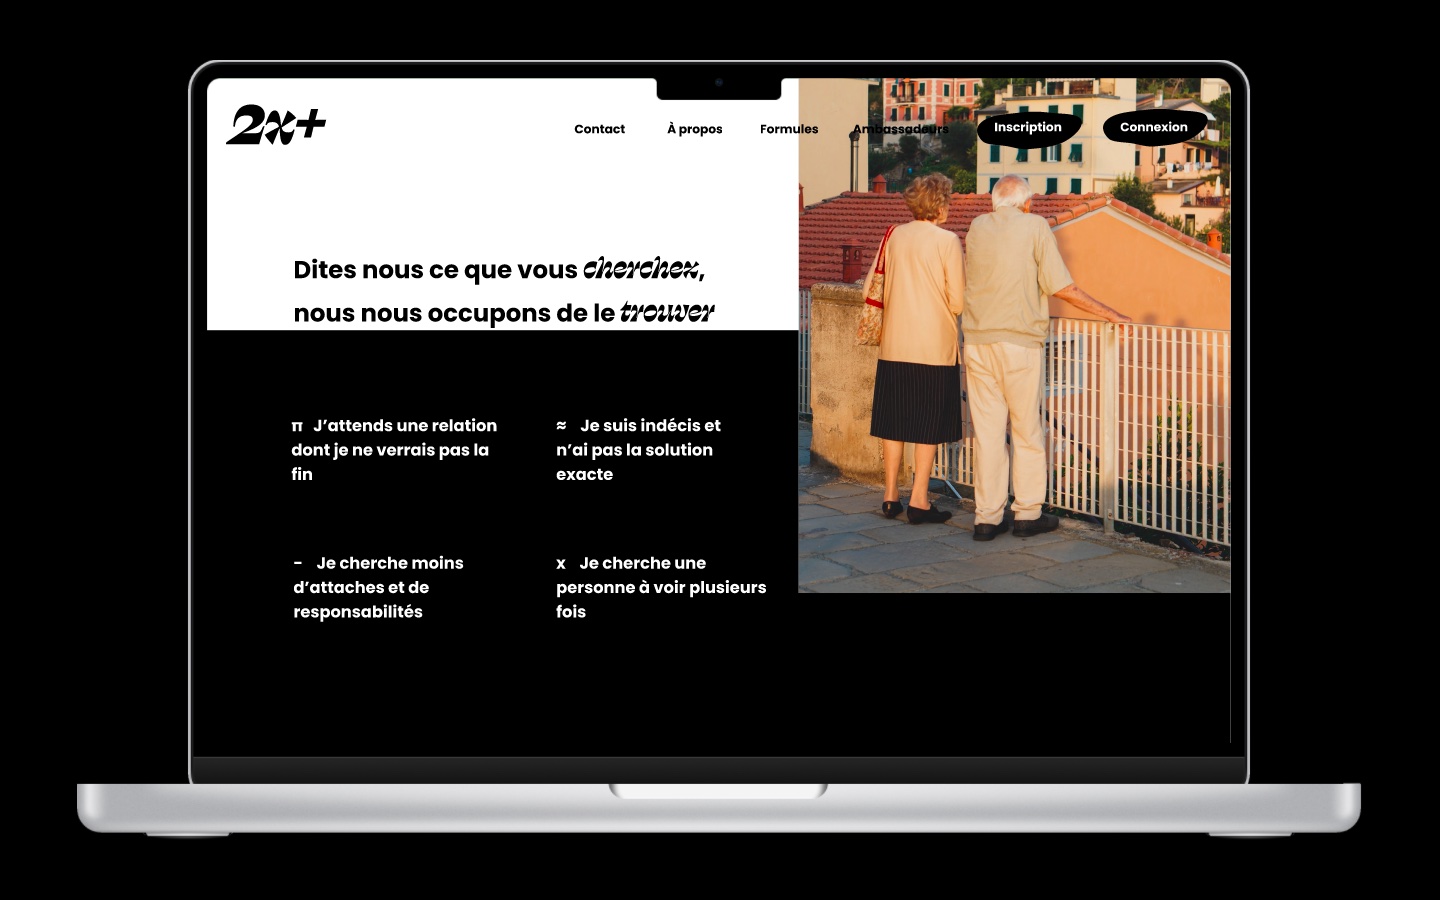 2x+
Contact À propos Formules Ambassadeurs Inscription Connexion
Dites nous ce que vous cherchez,
nous nous occupons de le trouver
π J’attends une relation
dont je ne verrais pas la
fin
≈ Je suis indécis et
n’ai pas la solution
exacte
- Je cherche moins
d’attaches et de
responsabilités
x Je cherche une
personne à voir plusieurs
fois